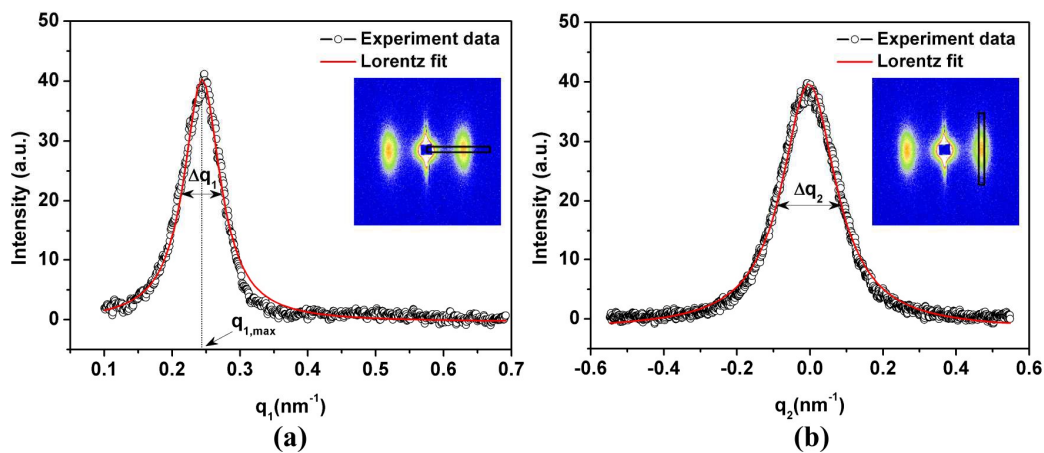 50
40
30
20
10
0
Intensity (a.u.)
Experiment data
Lorentz fit
Δq₁
q₁,max
0.1 0.2 0.3 0.4 0.5 0.6 0.7
q₁(nm⁻¹)
(a)
50
40
30
20
10
0
Intensity (a.u.)
Experiment data
Lorentz fit
Δq₂
-0.6 -0.4 -0.2 -0.0 0.2 0.4 0.6
q₂(nm⁻¹)
(b)